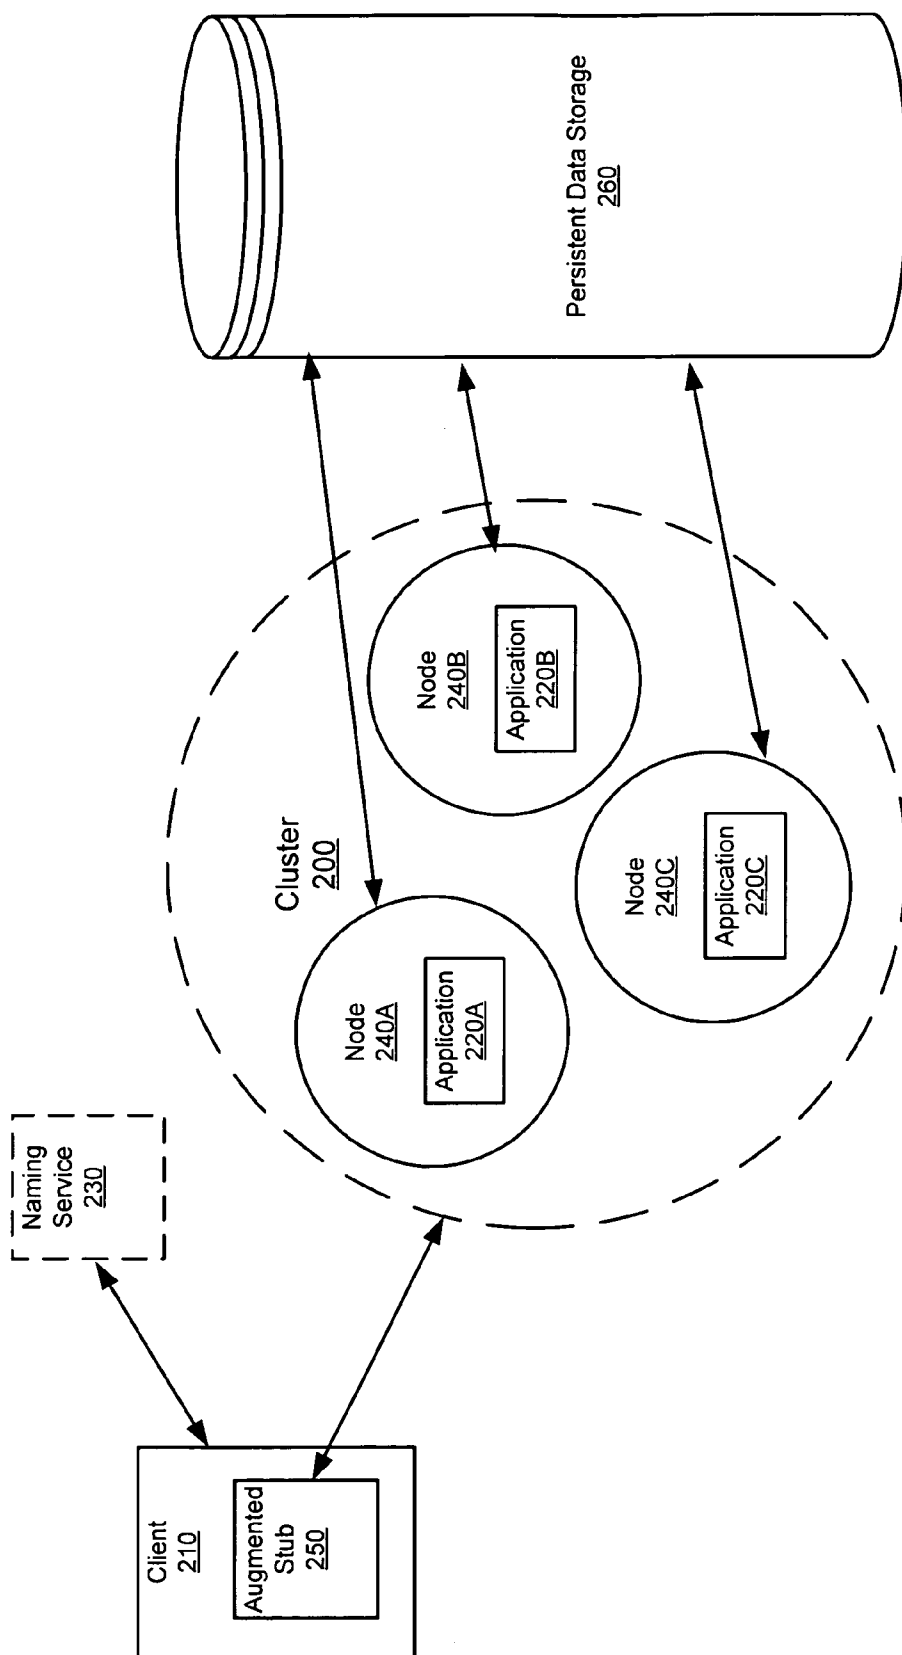 Naming
Service
230
Client
210
Augmented
Stub
250
Cluster
200
Node
240A
Application
220A
Node
240B
Application
220B
Node
240C
Application
220C
Persistent Data Storage
260